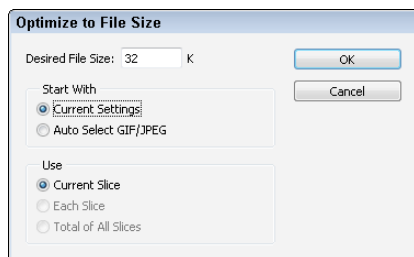 Optimize to File Size
Desired File Size: 32 K
OK
Cancel
Start With
Current Settings
Auto Select GIF/JPEG
Use
Current Slice
Each Slice
Total of All Slices